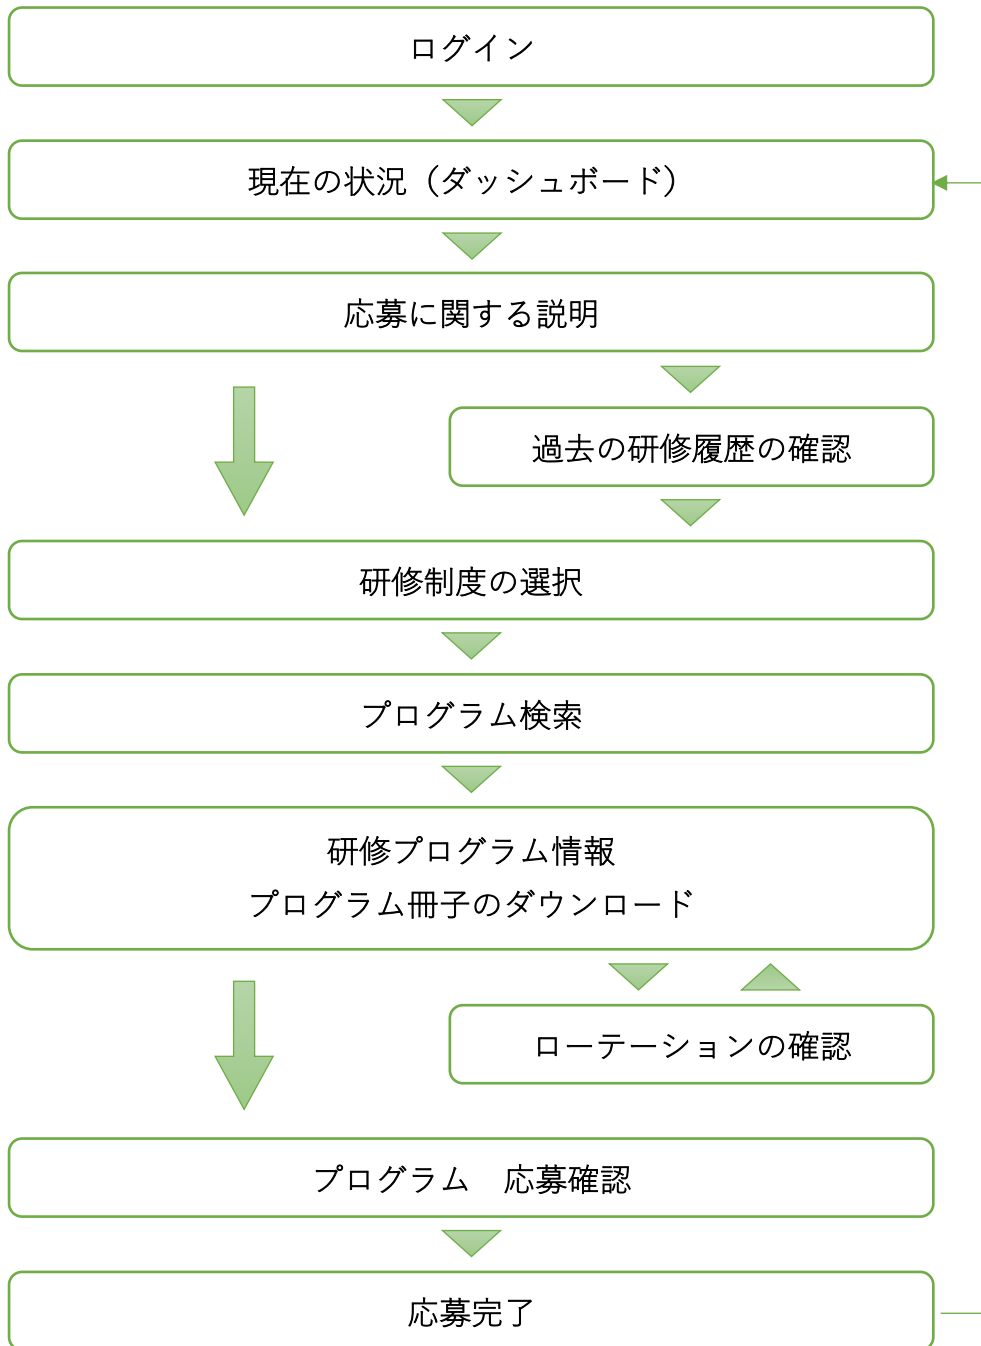 ログイン
現在の状況（ダッシュボード）
応募に関する説明
過去の研修履歴の確認
研修制度の選択
プログラム検索
研修プログラム情報
プログラム冊子のダウンロード
ローテーションの確認
プログラム　応募確認
応募完了